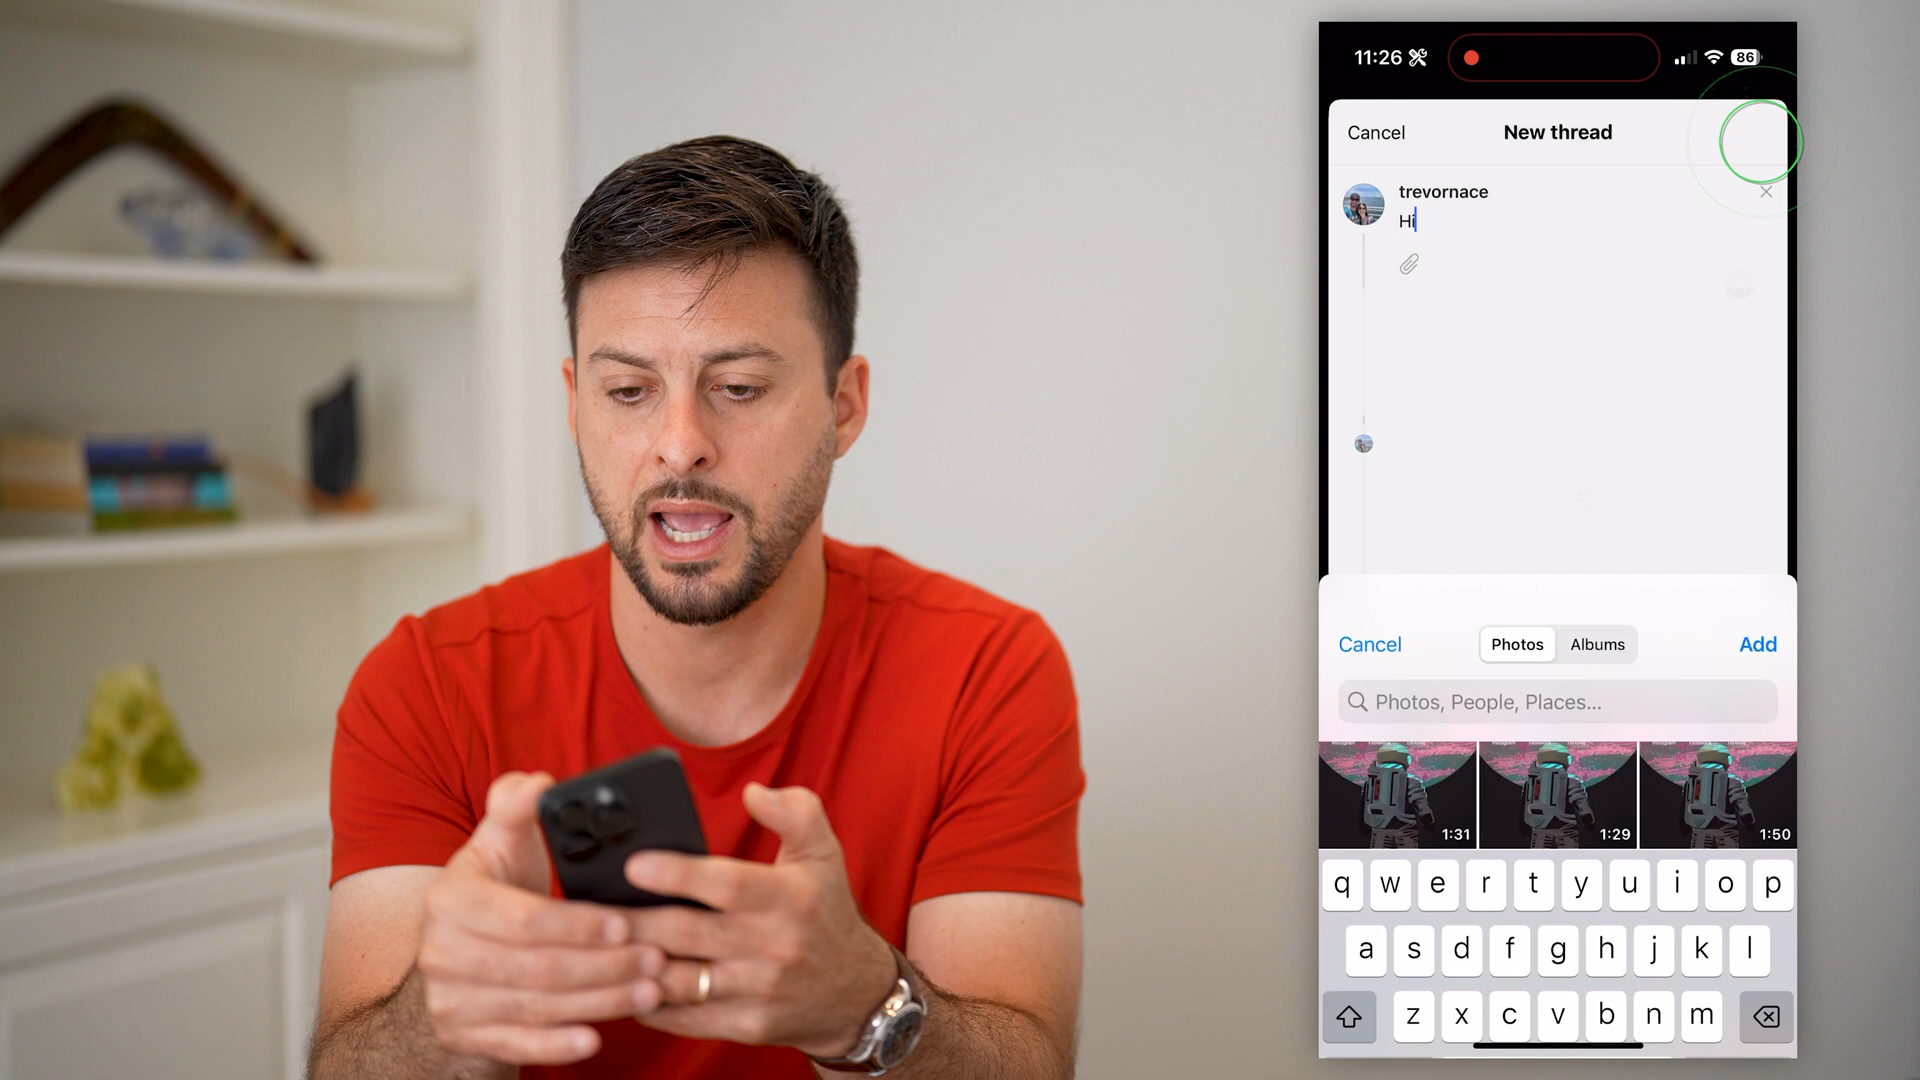 11:26
86
Cancel
New thread
trevornace
Hi
Cancel
Photos
Albums
Add
Photos, People, Places...
1:31
1:29
1:50
q w e r t y u i o p
a s d f g h j k l
z x c v b n m